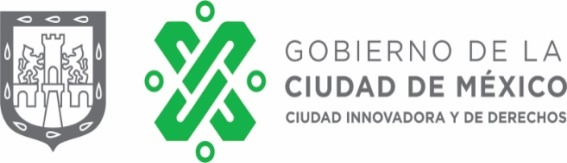 GOBIERNO DE LA
CIUDAD DE MÉXICO
CIUDAD INNOVADORA Y DE DERECHOS